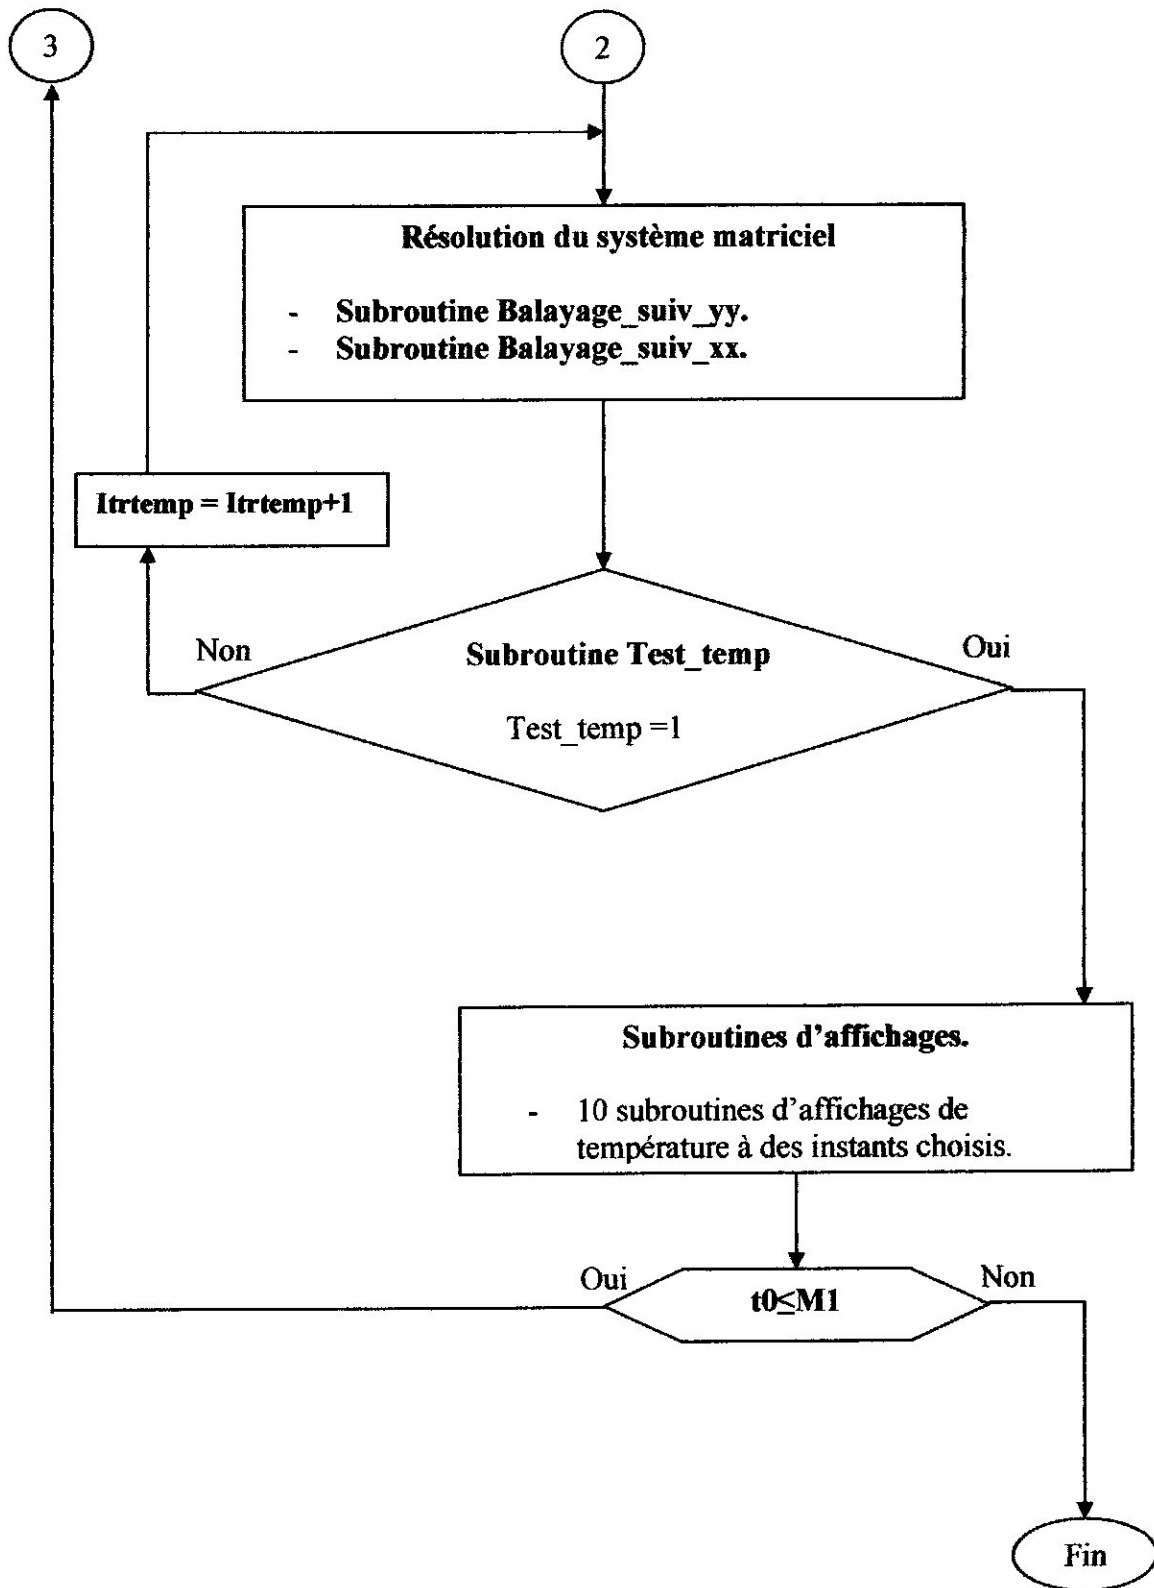 3
2
Résolution du système matriciel
- Subroutine Balayage_suiv_yy.
- Subroutine Balayage_suiv_xx.
Itrtemp = Itrtemp+1
Non
Subroutine Test_temp
Oui
Test_temp =1
Subroutines d'affichages.
- 10 subroutines d'affichages de
température à des instants choisis.
Oui
t0≤M1
Non
Fin